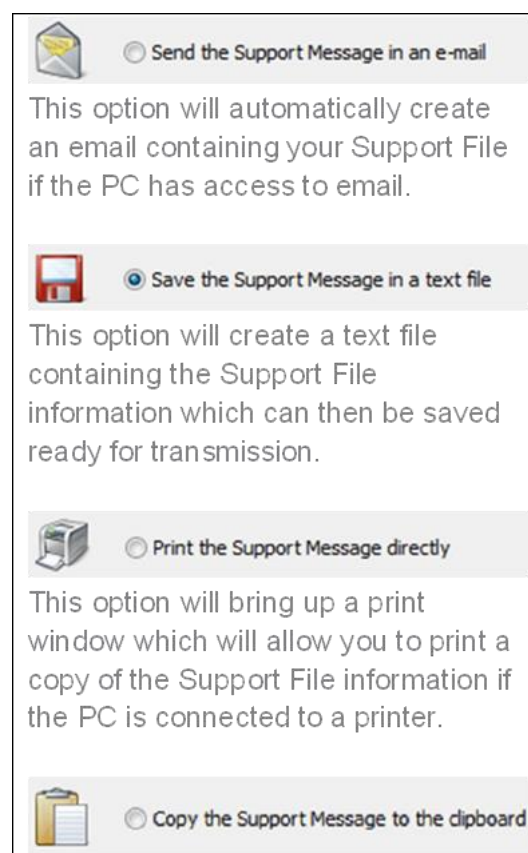 Send the Support Message in an e-mail
This option will automatically create
an email containing your Support File
if the PC has access to email.
Save the Support Message in a text file
This option will create a text file
containing the Support File
information which can then be saved
ready for transmission.
Print the Support Message directly
This option will bring up a print
window which will allow you to print a
copy of the Support File information if
the PC is connected to a printer.
Copy the Support Message to the clipboard